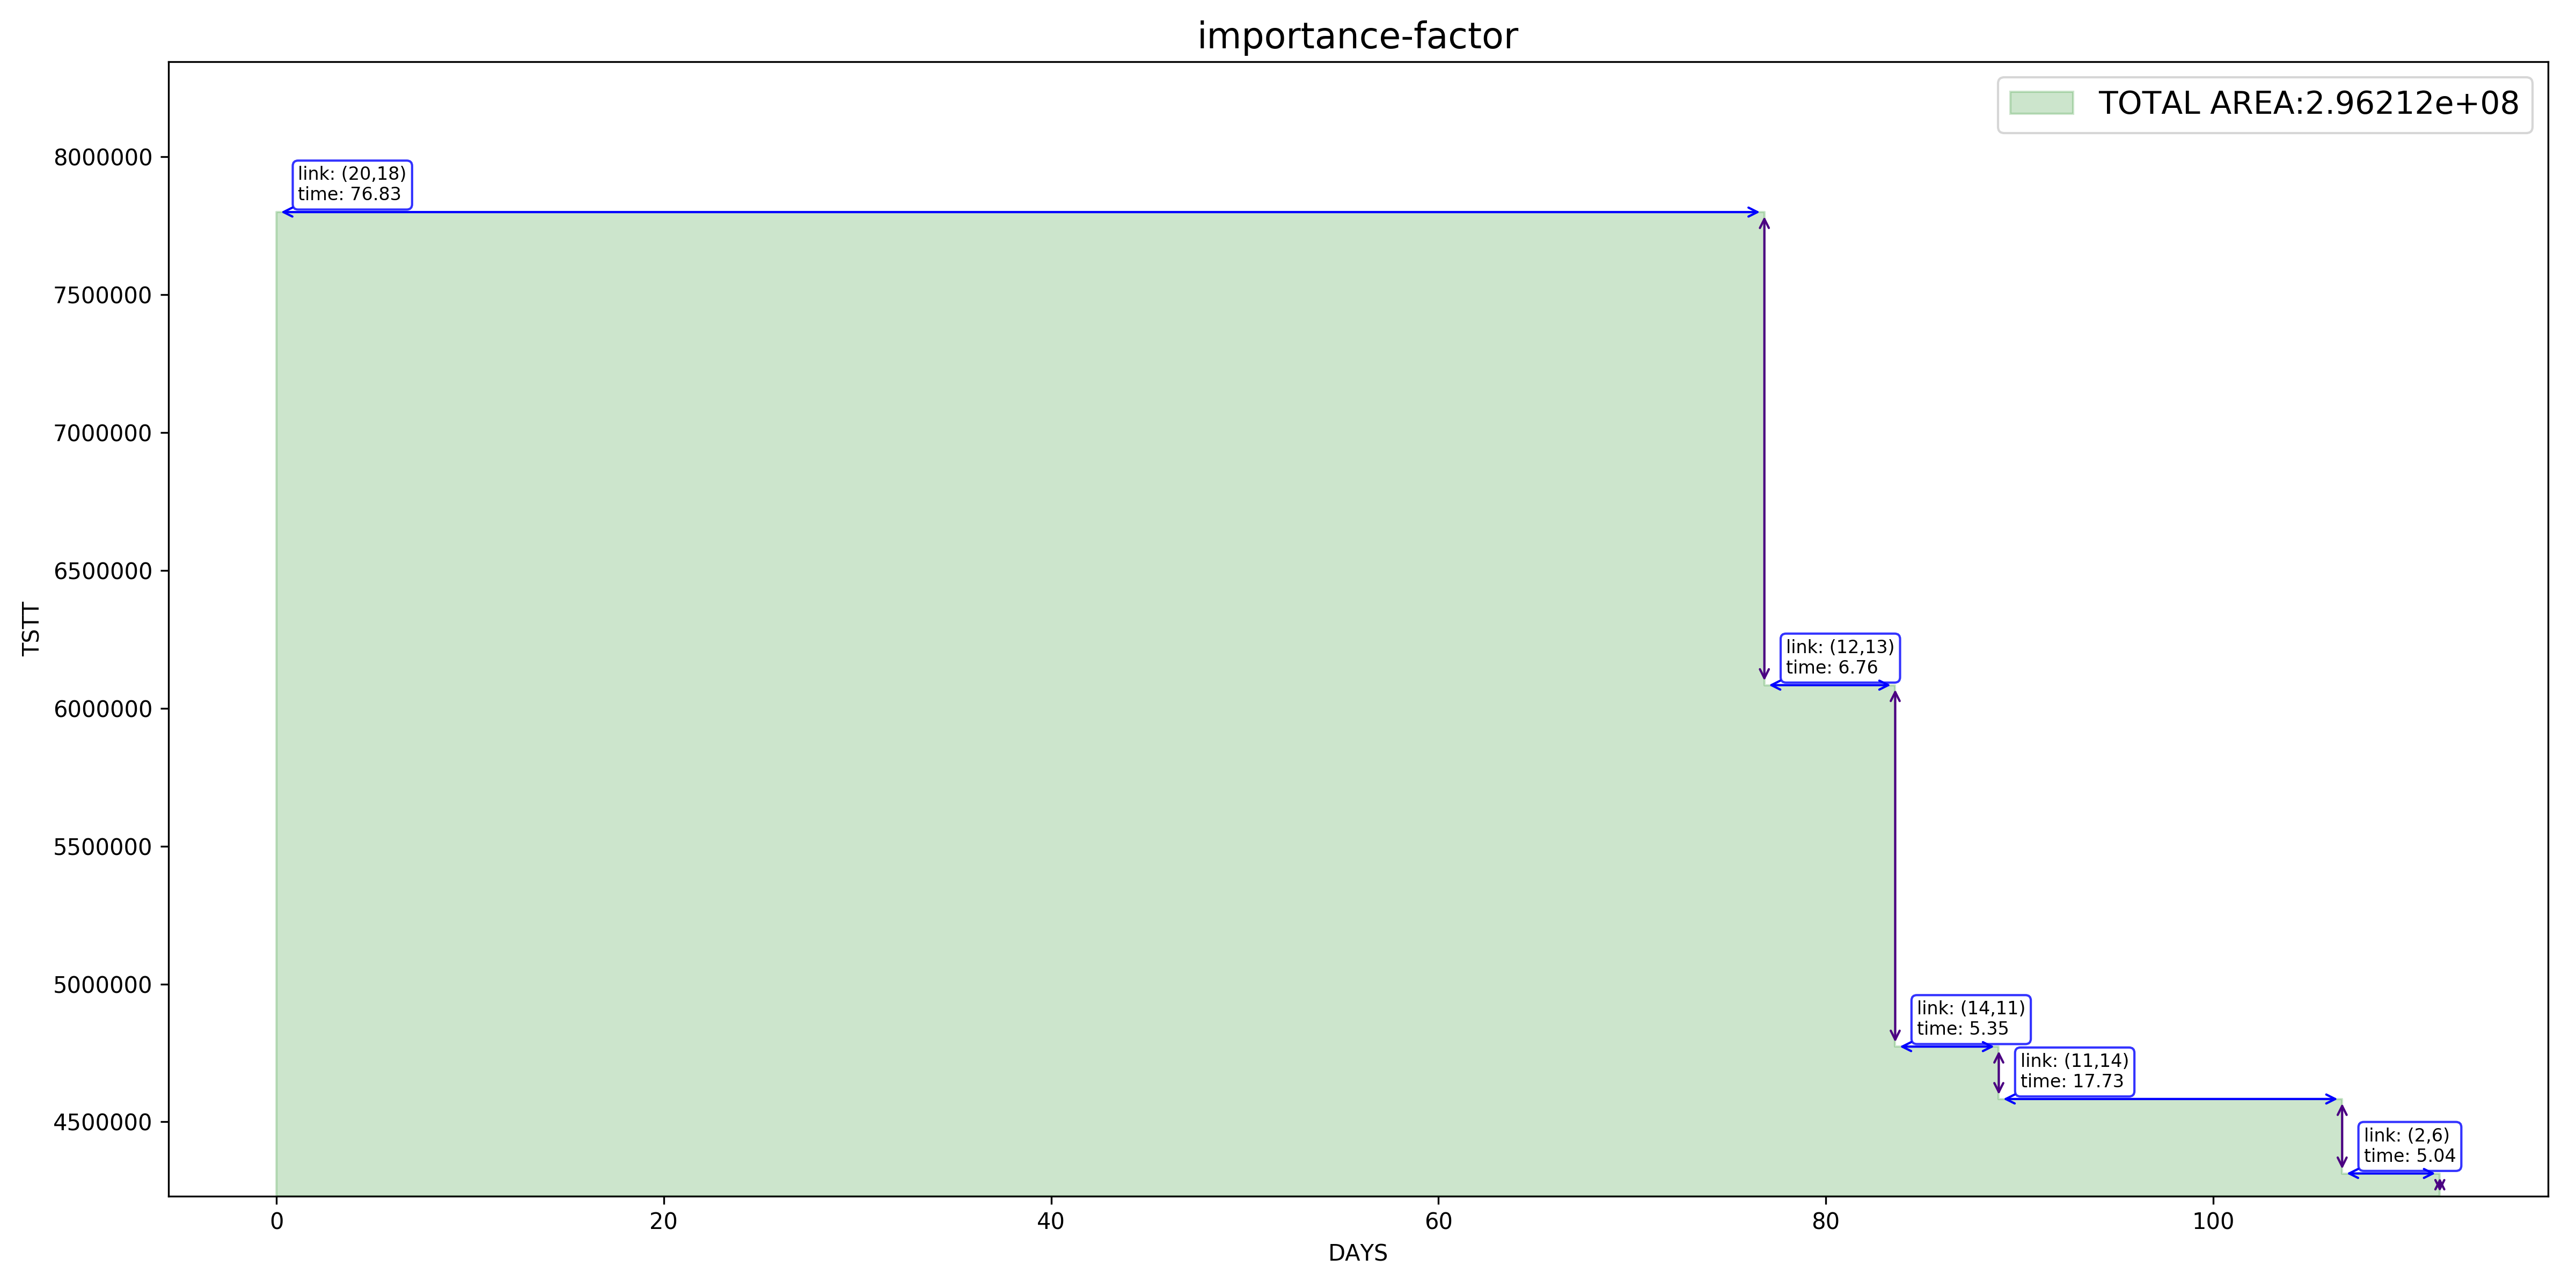 importance-factor
TOTAL AREA:2.96212e+08
8000000
7500000
7000000
6500000
6000000
5500000
5000000
4500000
TSTT
link: (20,18)
time: 76.83
link: (12,13)
time: 6.76
link: (14,11)
time: 5.35
link: (11,14)
time: 17.73
link: (2,6)
time: 5.04
0 20 40 60 80 100
DAYS